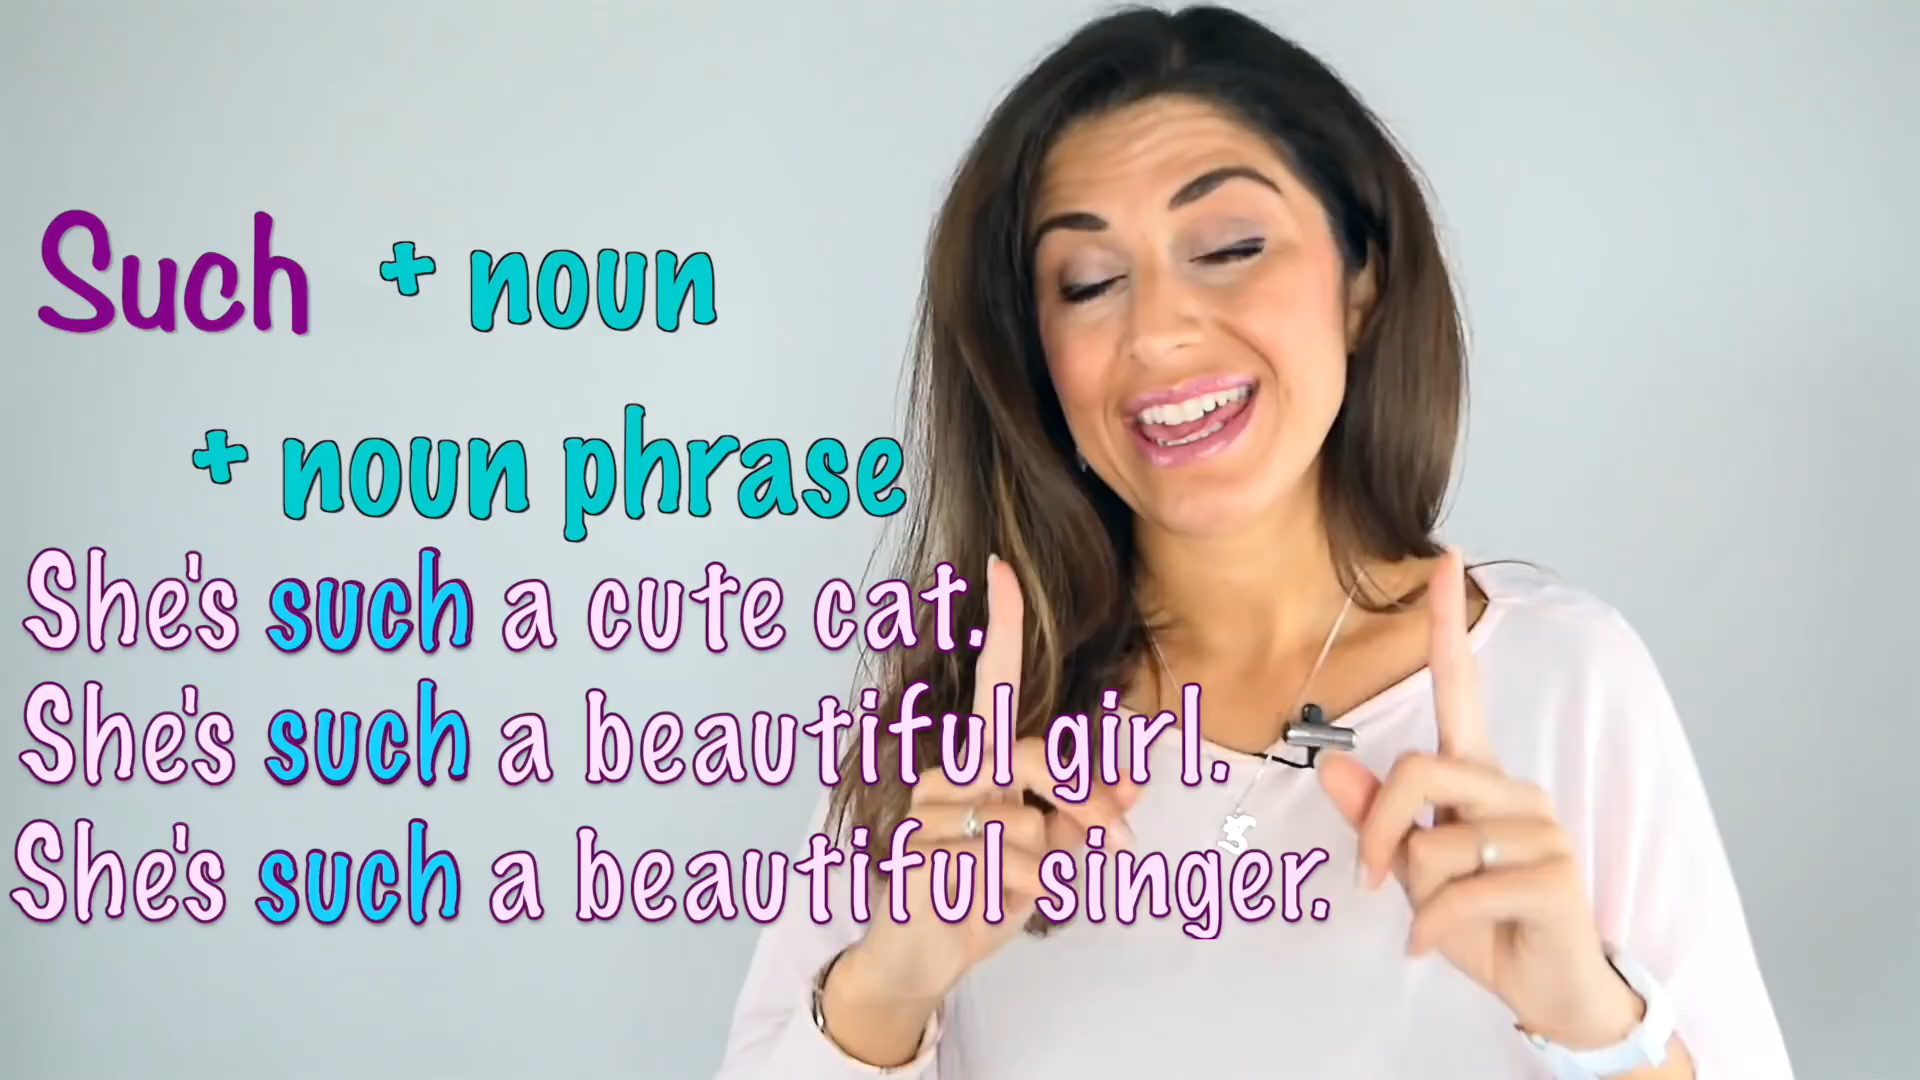 Such + noun
+ noun phrase
She's such a cute cat.
She's such a beautiful girl.
She's such a beautiful singer.